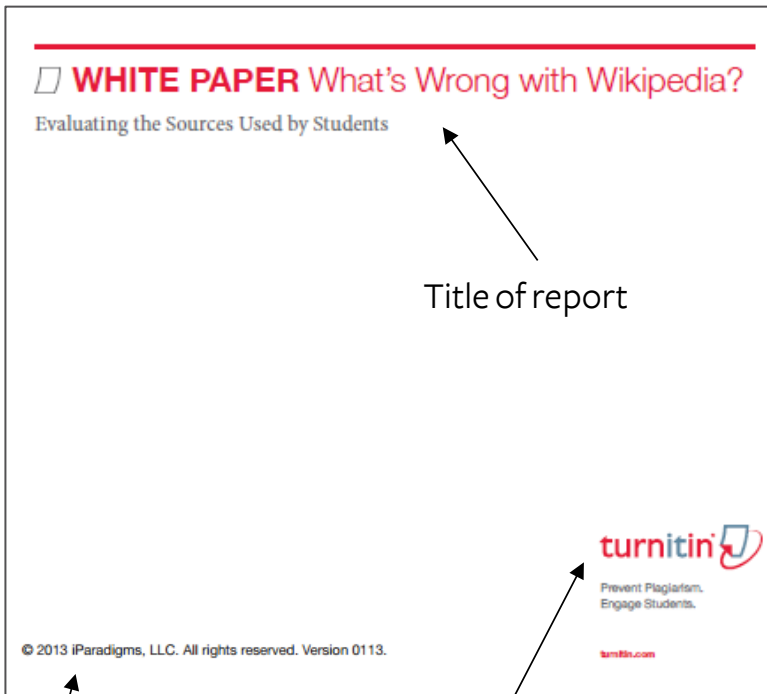 WHITE PAPER What's Wrong with Wikipedia?
Evaluating the Sources Used by Students
Title of report
turnitin
Prevent Plagiarism.
Engage Students.
© 2013 iParadigms, LLC. All rights reserved. Version 0113.
turnitin.com